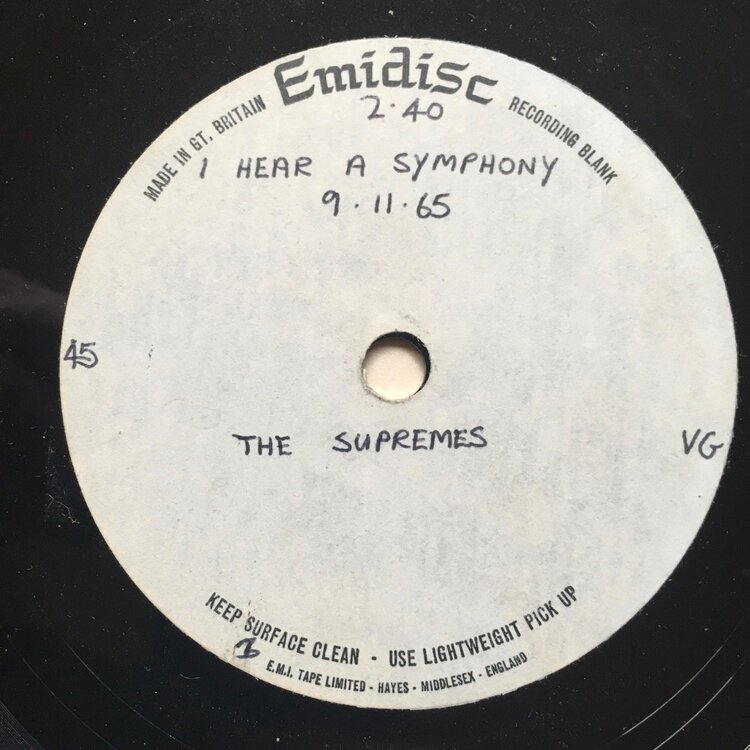 Emidisc
MADE IN GT. BRITAIN
RECORDING BLANK
2·40
I HEAR A SYMPHONY
9·11·65
45
THE SUPREMES
VG
KEEP SURFACE CLEAN · USE LIGHTWEIGHT PICK UP
E.M.I. TAPE LIMITED · HAYES · MIDDLESEX · ENGLAND